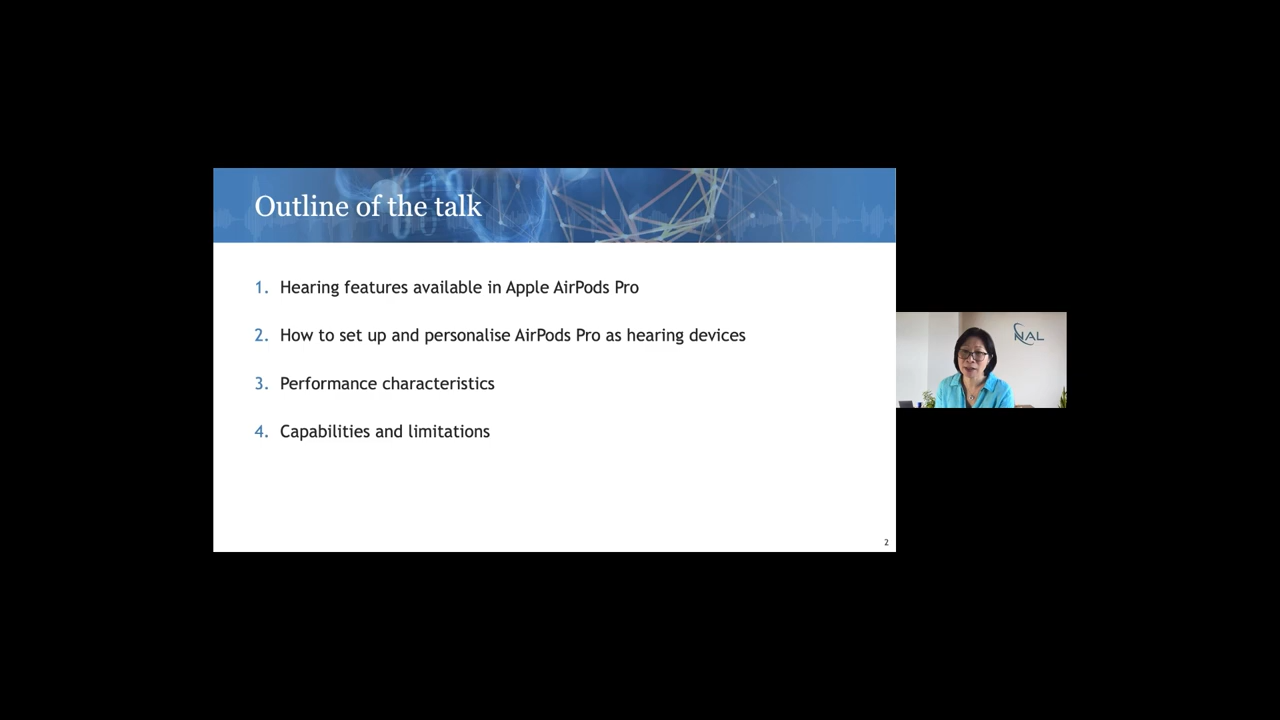 Outline of the talk
1. Hearing features available in Apple AirPods Pro
2. How to set up and personalise AirPods Pro as hearing devices
3. Performance characteristics
4. Capabilities and limitations
2
NAL